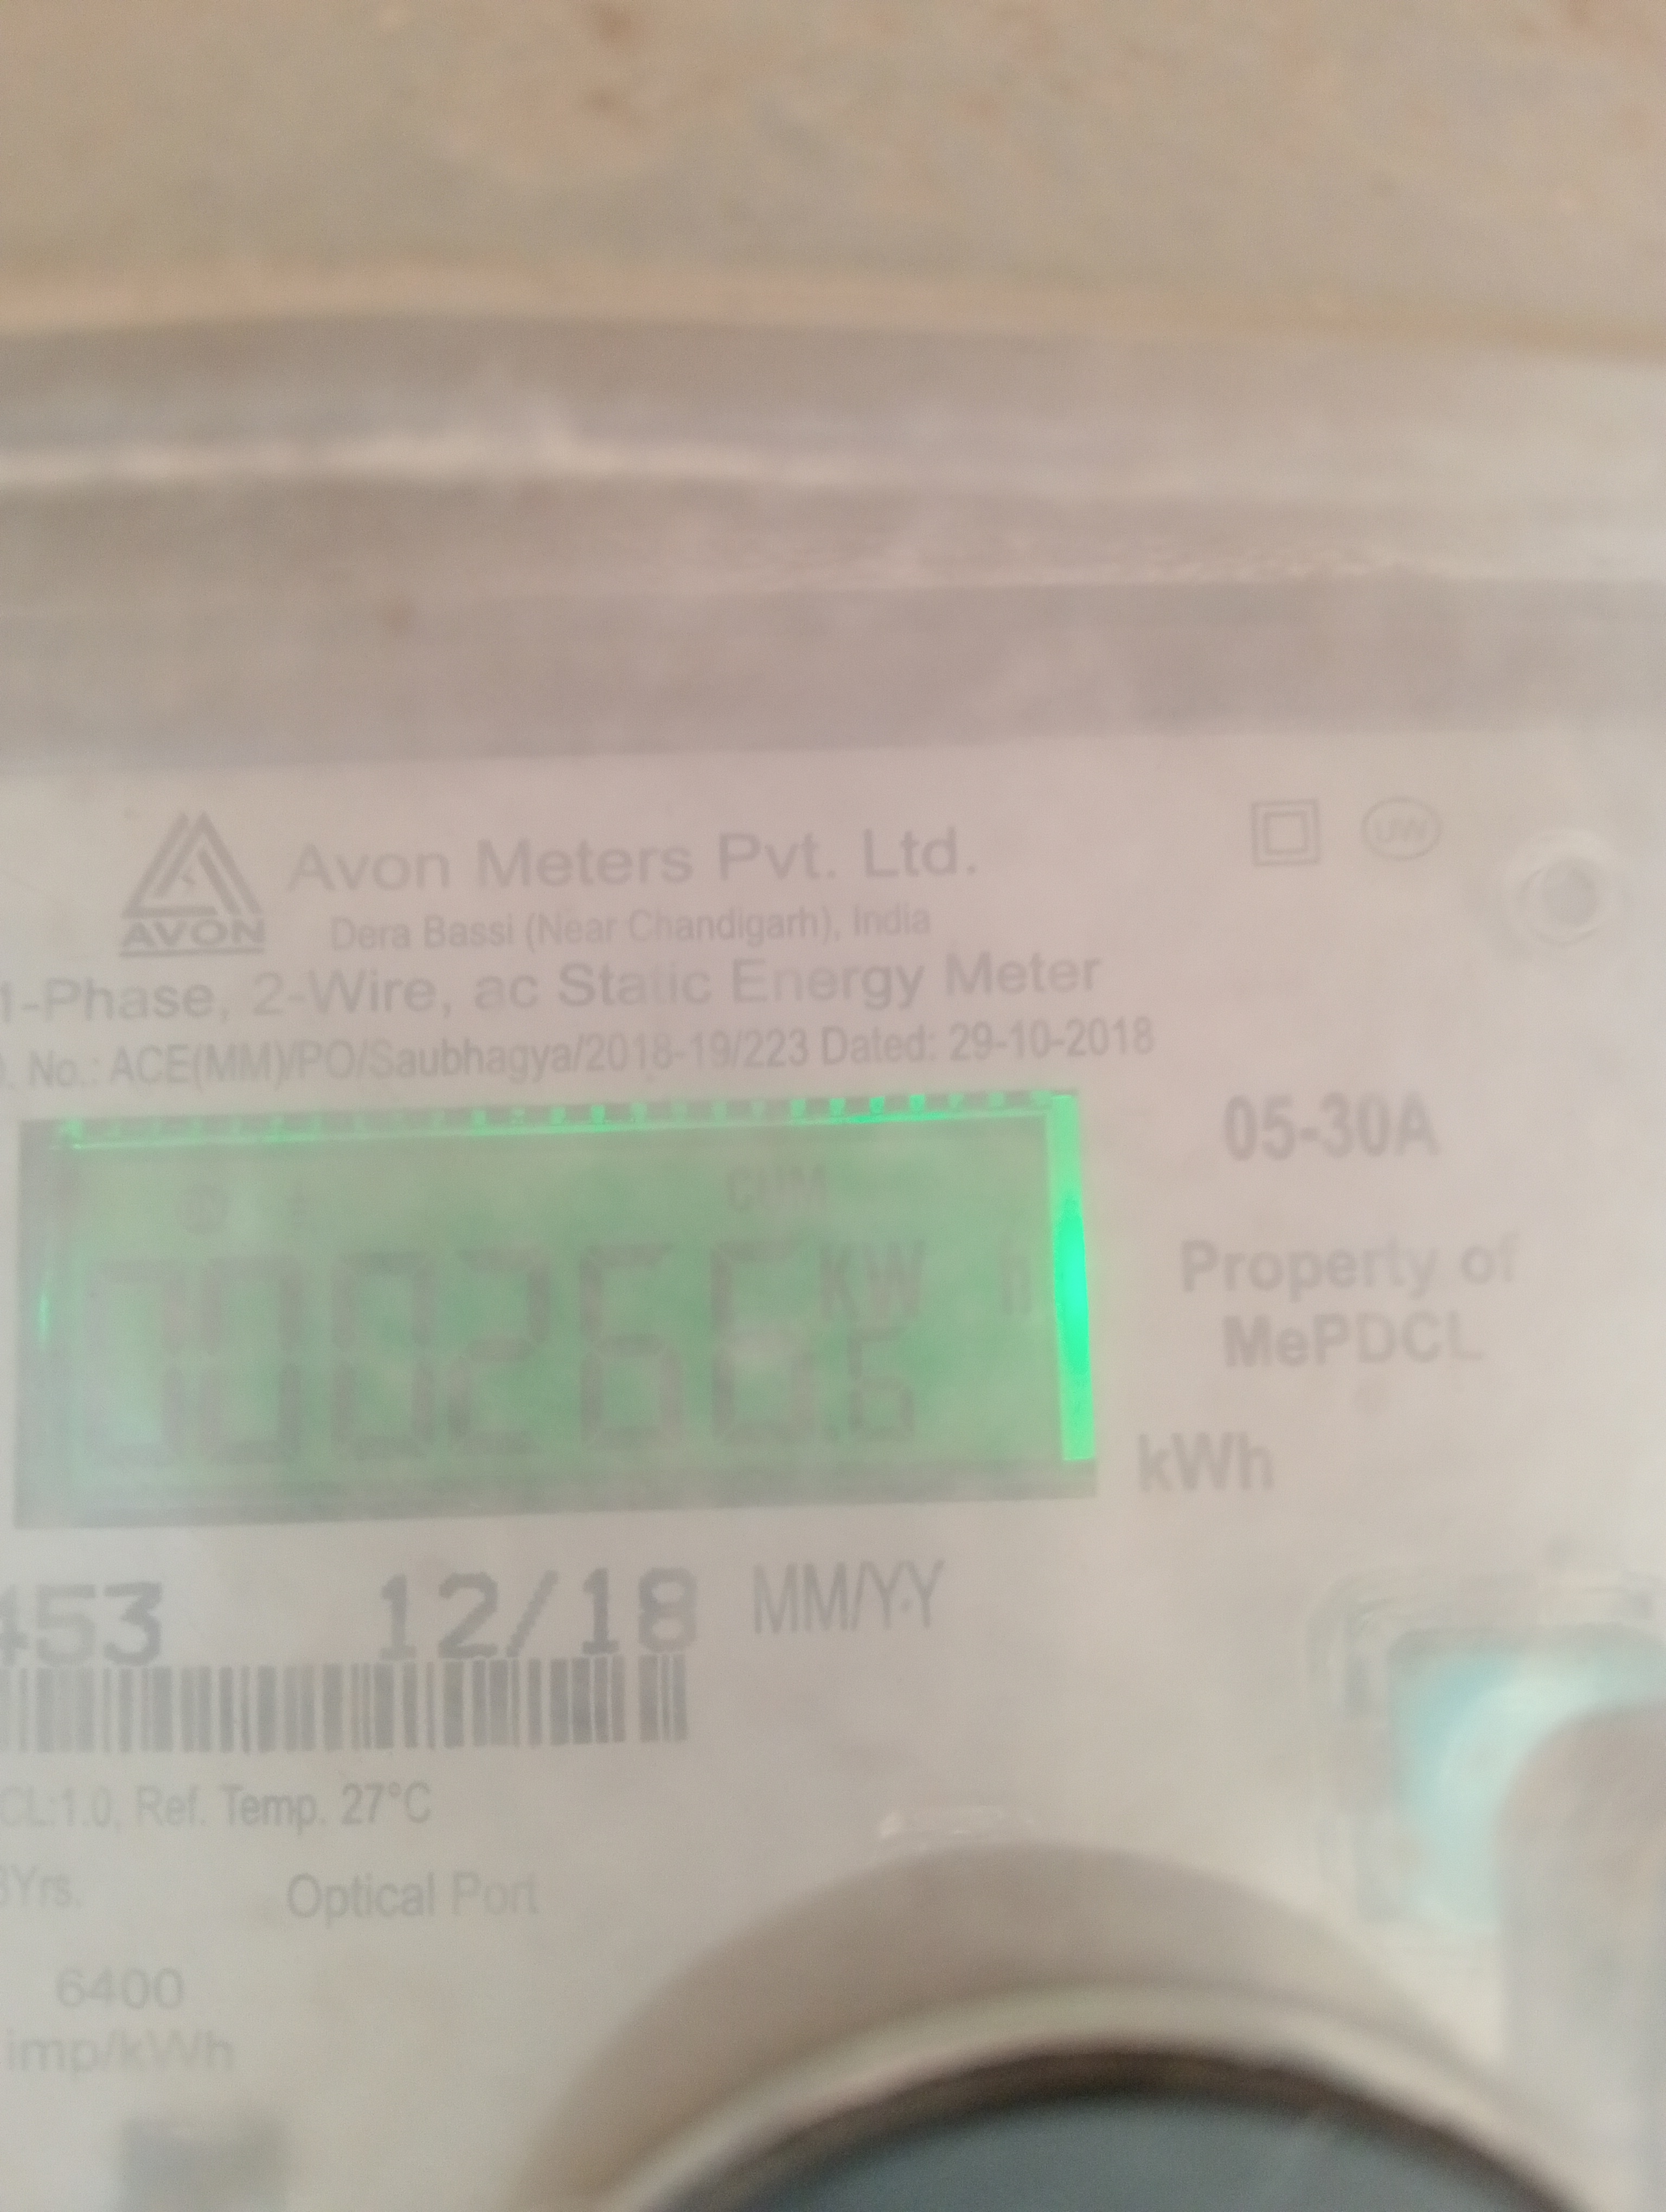 AVON
Avon Meters Pvt. Ltd.
Dera Bassi (Near Chandigarh), India
1-Phase, 2-Wire, ac Static Energy Meter
. No.: ACE(MM)/PO/Saubhagya/2018-19/223 Dated: 29-10-2018
05-30A
CUM
KW h
Property of
MePDCL
kWh
453 12/18 MM/YY
CL:1.0, Ref. Temp. 27°C
Yrs. Optical Port
6400
imp/kWh